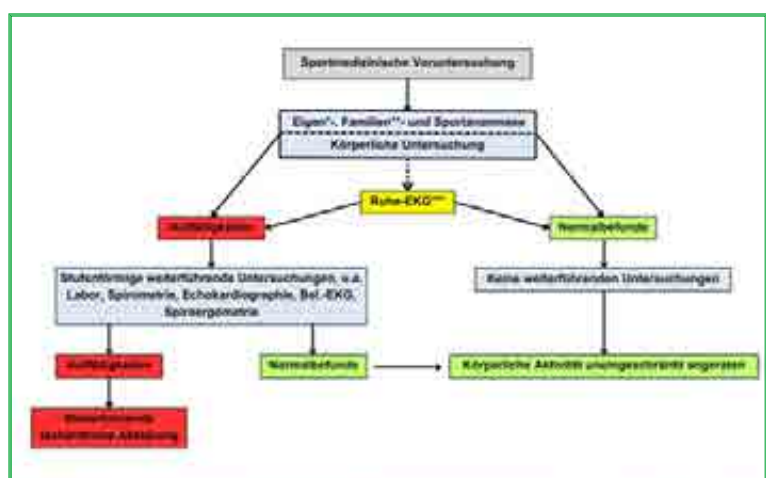 Sportmedizinische Voruntersuchung
Eigen*-, Familien**- und Sportanamnese
Körperliche Untersuchung
Ruhe-EKG***
Auffälligkeiten
Normalbefunde
Stufenförmige weiterführende Untersuchungen, u.a.
Labor, Spirometrie, Echokardiographie, Bel.-EKG,
Spiroergometrie
Keine weiterführenden Untersuchungen
Auffälligkeiten
Normalbefunde
Körperliche Aktivität uneingeschränkt angeraten
fachärztliche Abklärung